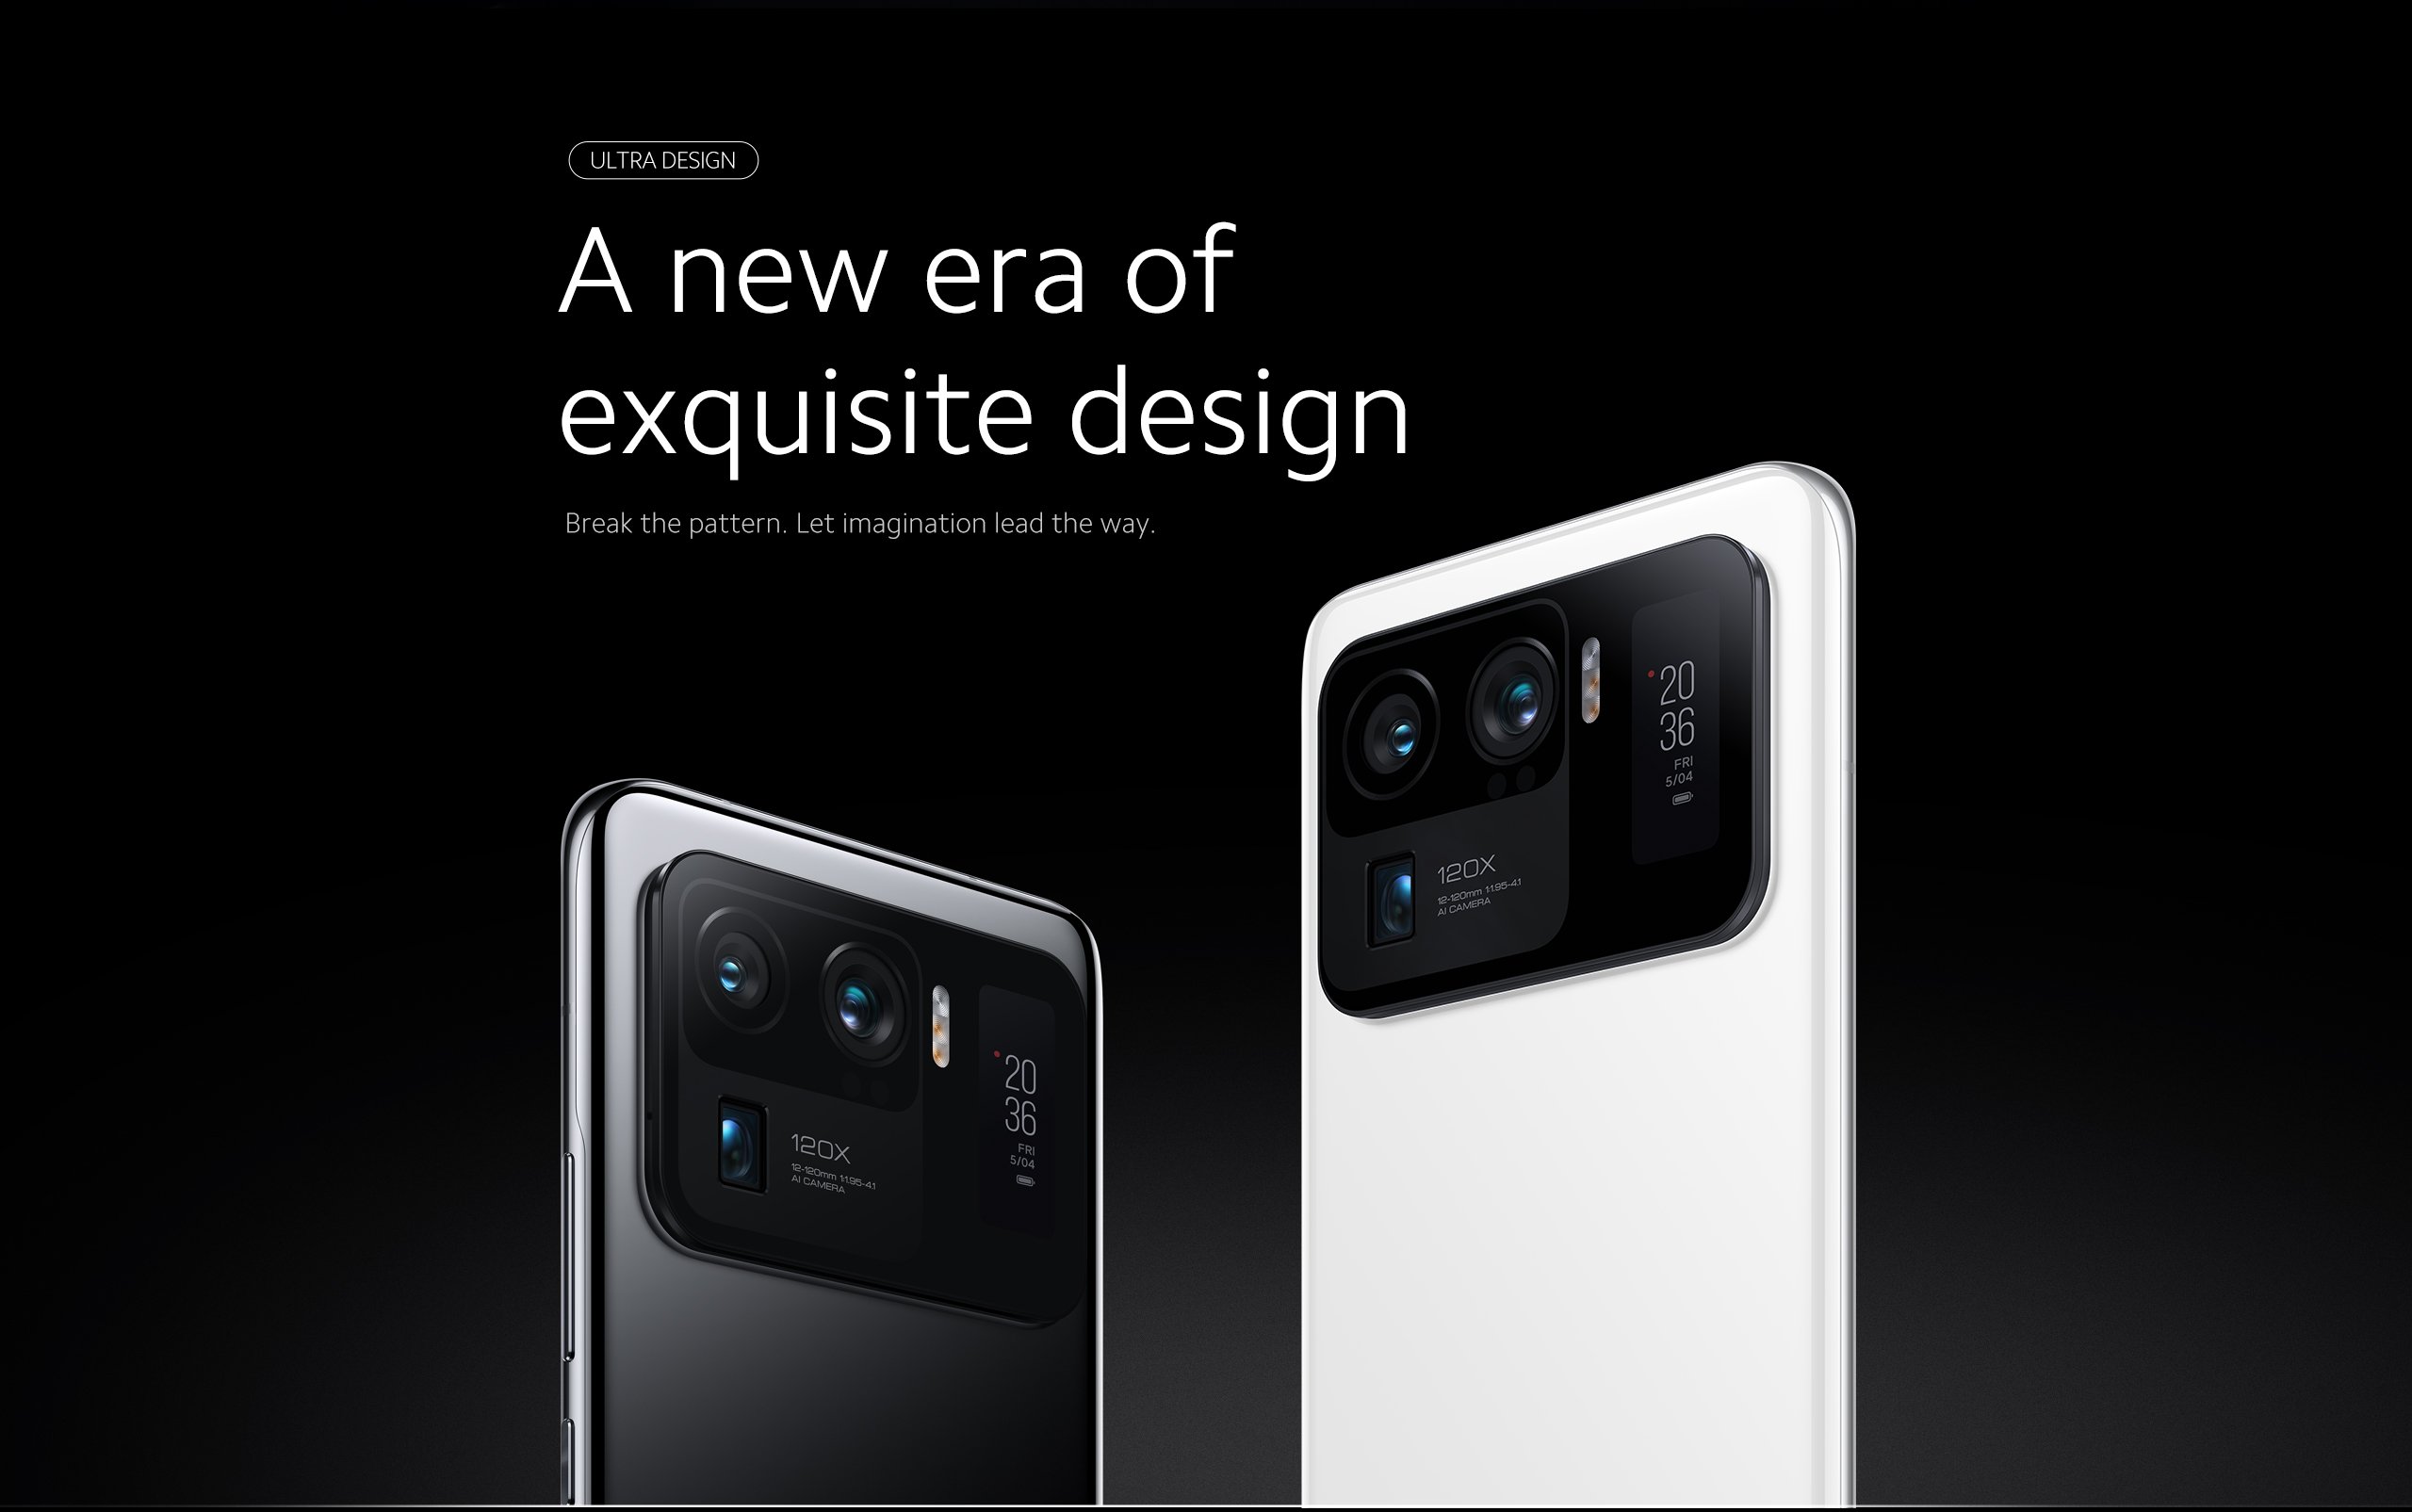 ULTRA DESIGN
A new era of
exquisite design
Break the pattern. Let imagination lead the way.
20
36
FRI
5/04
120X
12-120mm 1:1.95-4.1
AI CAMERA
20
36
FRI
5/04
120X
12-120mm 1:1.95-4.1
AI CAMERA